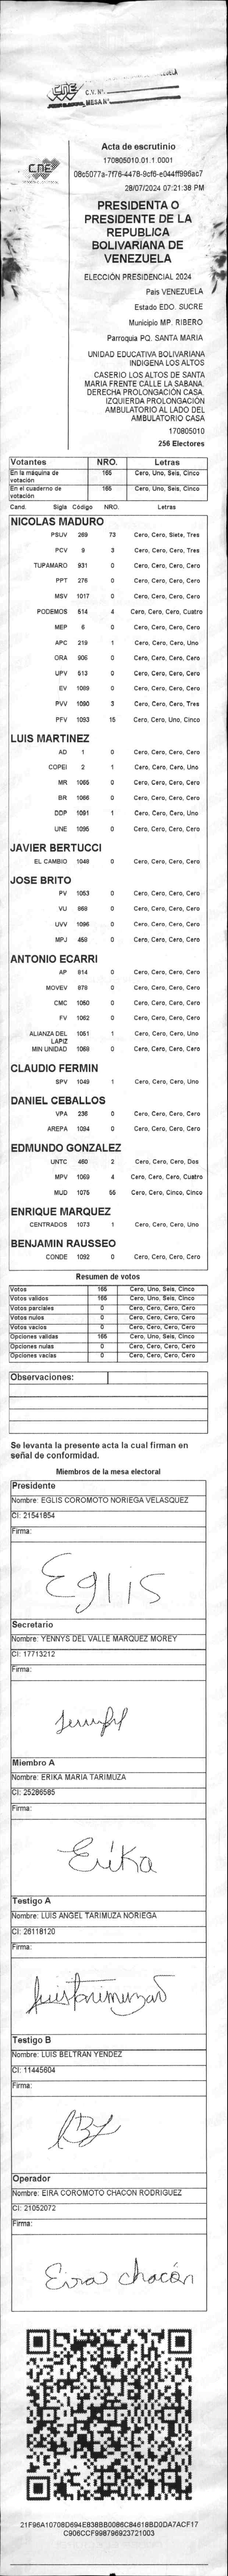 CNE C.V. Nº.
MESA Nº
CNE
Acta de escrutinio
170805010.01.1.0001
08c5077a-7f76-4478-9cf6-e044ff996ac7
28/07/2024 07:21:38 PM
PRESIDENTA O
PRESIDENTE DE LA
REPUBLICA
BOLIVARIANA DE
VENEZUELA
ELECCIÓN PRESIDENCIAL 2024
Pais VENEZUELA
Estado EDO. SUCRE
Municipio MP. RIBERO
Parroquia PQ. SANTA MARIA
UNIDAD EDUCATIVA BOLIVARIANA
INDIGENA LOS ALTOS
CASERIO LOS ALTOS DE SANTA
MARIA FRENTE CALLE LA SABANA.
DERECHA PROLONGACIÓN CASA.
IZQUIERDA PROLONGACIÓN
AMBULATORIO AL LADO DEL
AMBULATORIO CASA
170805010
256 Electores
Votantes NRO. Letras
En la máquina de votación 165 Cero, Uno, Seis, Cinco
En el cuaderno de votación 165 Cero, Uno, Seis, Cinco
Cand. Sigla Código NRO. Letras
NICOLAS MADURO
PSUV 269 73 Cero, Cero, Siete, Tres
PCV 9 3 Cero, Cero, Cero, Tres
TUPAMARO 931 0 Cero, Cero, Cero, Cero
PPT 276 0 Cero, Cero, Cero, Cero
MSV 1017 0 Cero, Cero, Cero, Cero
PODEMOS 514 4 Cero, Cero, Cero, Cuatro
MEP 6 0 Cero, Cero, Cero, Cero
APC 219 1 Cero, Cero, Cero, Uno
ORA 906 0 Cero, Cero, Cero, Cero
UPV 513 0 Cero, Cero, Cero, Cero
EV 1089 0 Cero, Cero, Cero, Cero
PVV 1090 3 Cero, Cero, Cero, Tres
PFV 1093 15 Cero, Cero, Uno, Cinco
LUIS MARTINEZ
AD 1 0 Cero, Cero, Cero, Cero
COPEI 2 1 Cero, Cero, Cero, Uno
MR 1065 0 Cero, Cero, Cero, Cero
BR 1066 0 Cero, Cero, Cero, Cero
DDP 1091 1 Cero, Cero, Cero, Uno
UNE 1095 0 Cero, Cero, Cero, Cero
JAVIER BERTUCCI
EL CAMBIO 1048 0 Cero, Cero, Cero, Cero
JOSE BRITO
PV 1053 0 Cero, Cero, Cero, Cero
VU 868 0 Cero, Cero, Cero, Cero
UVV 1096 0 Cero, Cero, Cero, Cero
MPJ 458 0 Cero, Cero, Cero, Cero
ANTONIO ECARRI
AP 814 0 Cero, Cero, Cero, Cero
MOVEV 878 0 Cero, Cero, Cero, Cero
CMC 1050 0 Cero, Cero, Cero, Cero
FV 1062 0 Cero, Cero, Cero, Cero
ALIANZA DEL LAPIZ 1051 1 Cero, Cero, Cero, Uno
MIN UNIDAD 1068 0 Cero, Cero, Cero, Cero
CLAUDIO FERMIN
SPV 1049 1 Cero, Cero, Cero, Uno
DANIEL CEBALLOS
VPA 236 0 Cero, Cero, Cero, Cero
AREPA 1094 0 Cero, Cero, Cero, Cero
EDMUNDO GONZALEZ
UNTC 460 2 Cero, Cero, Cero, Dos
MPV 1069 4 Cero, Cero, Cero, Cuatro
MUD 1075 55 Cero, Cero, Cinco, Cinco
ENRIQUE MARQUEZ
CENTRADOS 1073 1 Cero, Cero, Cero, Uno
BENJAMIN RAUSSEO
CONDE 1092 0 Cero, Cero, Cero, Cero
Resumen de votos
Votos 165 Cero, Uno, Seis, Cinco
Votos validos 165 Cero, Uno, Seis, Cinco
Votos parciales 0 Cero, Cero, Cero, Cero
Votos nulos 0 Cero, Cero, Cero, Cero
Votos vacios 0 Cero, Cero, Cero, Cero
Opciones validas 165 Cero, Uno, Seis, Cinco
Opciones nulas 0 Cero, Cero, Cero, Cero
Opciones vacias 0 Cero, Cero, Cero, Cero
Observaciones:
Se levanta la presente acta la cual firman en
señal de conformidad.
Miembros de la mesa electoral
Presidente
Nombre: EGLIS COROMOTO NORIEGA VELASQUEZ
CI: 21541854
Firma:
Eglis
Secretario
Nombre: YENNYS DEL VALLE MARQUEZ MOREY
CI: 17713212
Firma:
Miembro A
Nombre: ERIKA MARIA TARIMUZA
CI: 25286585
Firma:
Erika
Testigo A
Nombre: LUIS ANGEL TARIMUZA NORIEGA
CI: 26118120
Firma:
Testigo B
Nombre: LUIS BELTRAN YENDEZ
CI: 11445604
Firma:
Operador
Nombre: EIRA COROMOTO CHACON RODRIGUEZ
CI: 21052072
Firma:
Eira chacón
21F96A10708D694E838BB0086C84618BD0DA7ACF17
C906CCF998796923721003